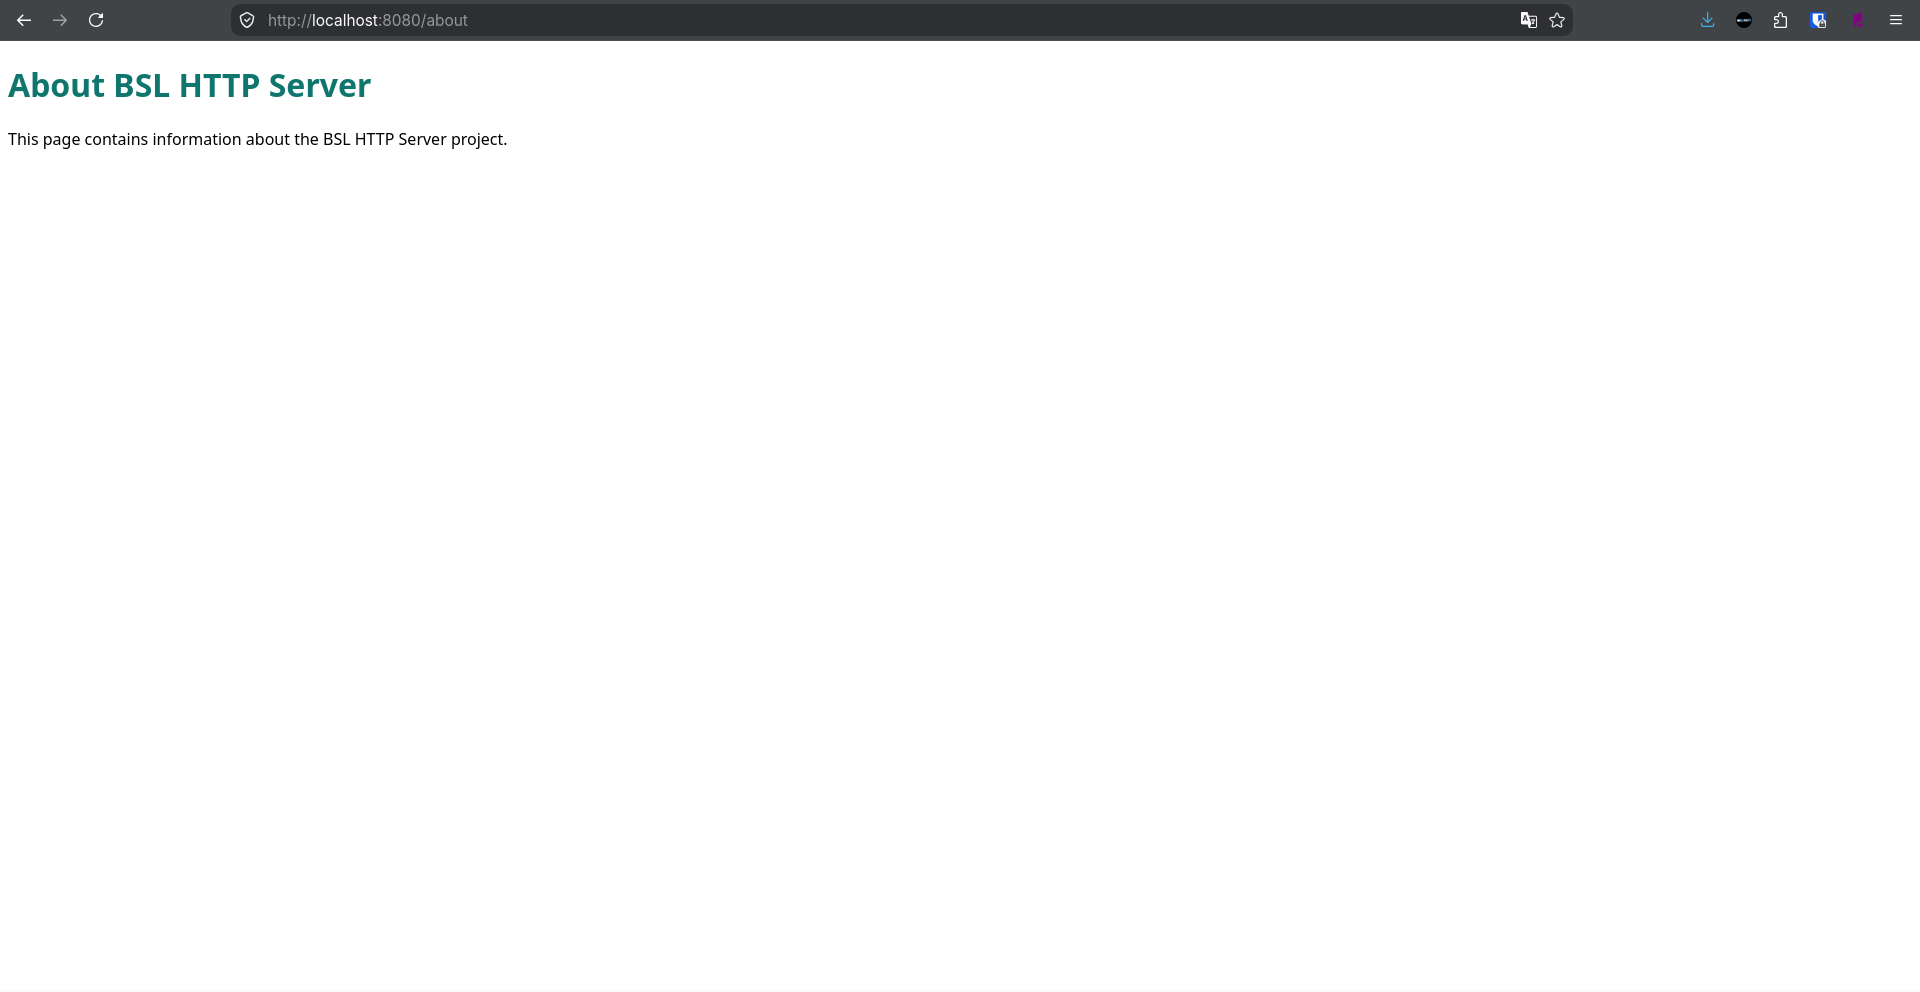 http://localhost:8080/about
About BSL HTTP Server
This page contains information about the BSL HTTP Server project.